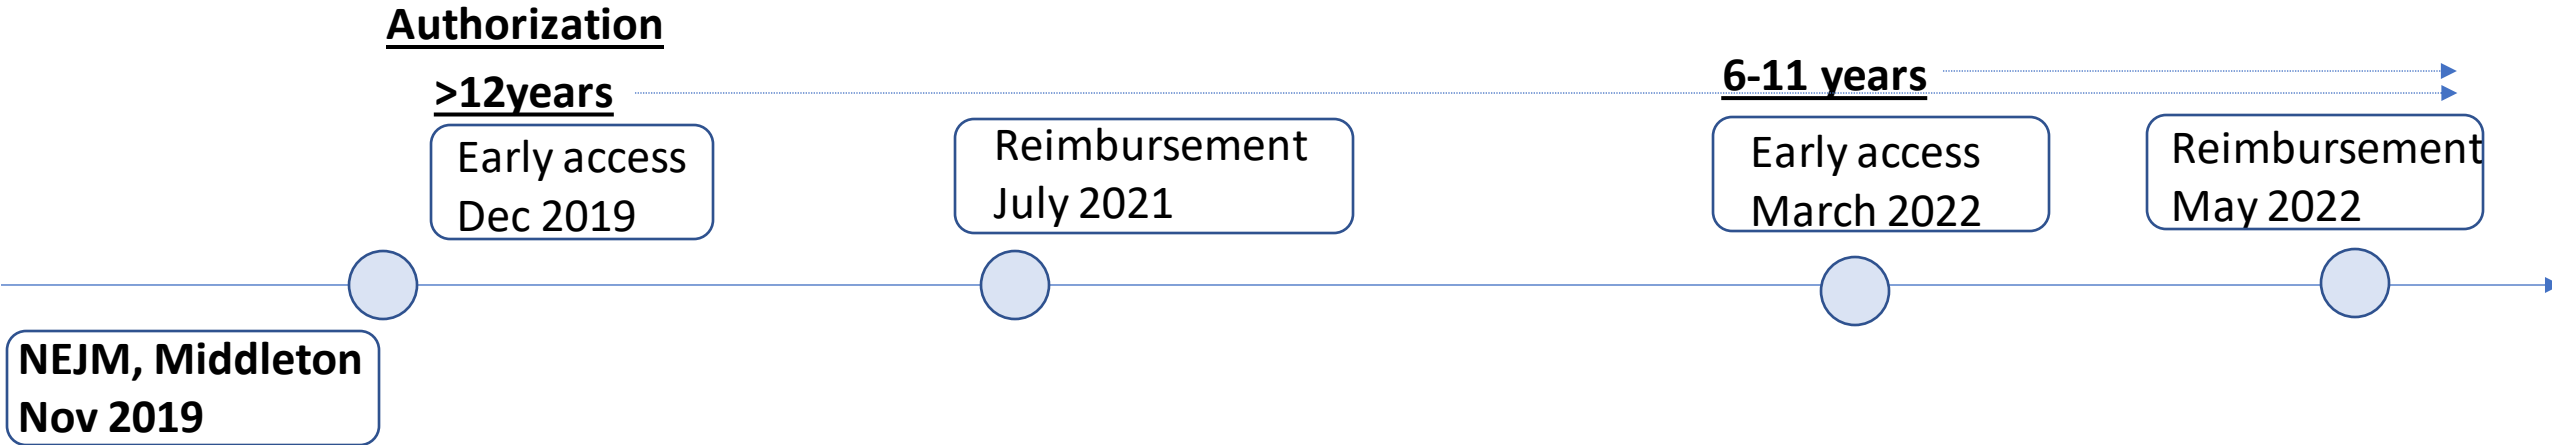 Authorization
>12years
6-11 years
Early access
Dec 2019
Reimbursement
July 2021
Early access
March 2022
Reimbursement
May 2022
NEJM, Middleton
Nov 2019